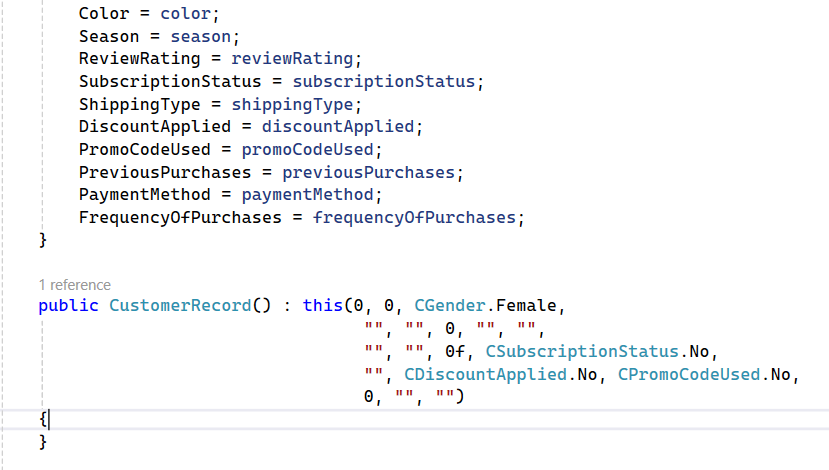 Color = color;
Season = season;
ReviewRating = reviewRating;
SubscriptionStatus = subscriptionStatus;
ShippingType = shippingType;
DiscountApplied = discountApplied;
PromoCodeUsed = promoCodeUsed;
PreviousPurchases = previousPurchases;
PaymentMethod = paymentMethod;
FrequencyOfPurchases = frequencyOfPurchases;
}
1 reference
public CustomerRecord() : this(0, 0, CGender.Female,
"", "", 0, "", "",
"", "", 0f, CSubscriptionStatus.No,
"", CDiscountApplied.No, CPromoCodeUsed.No,
0, "", "")
{
}